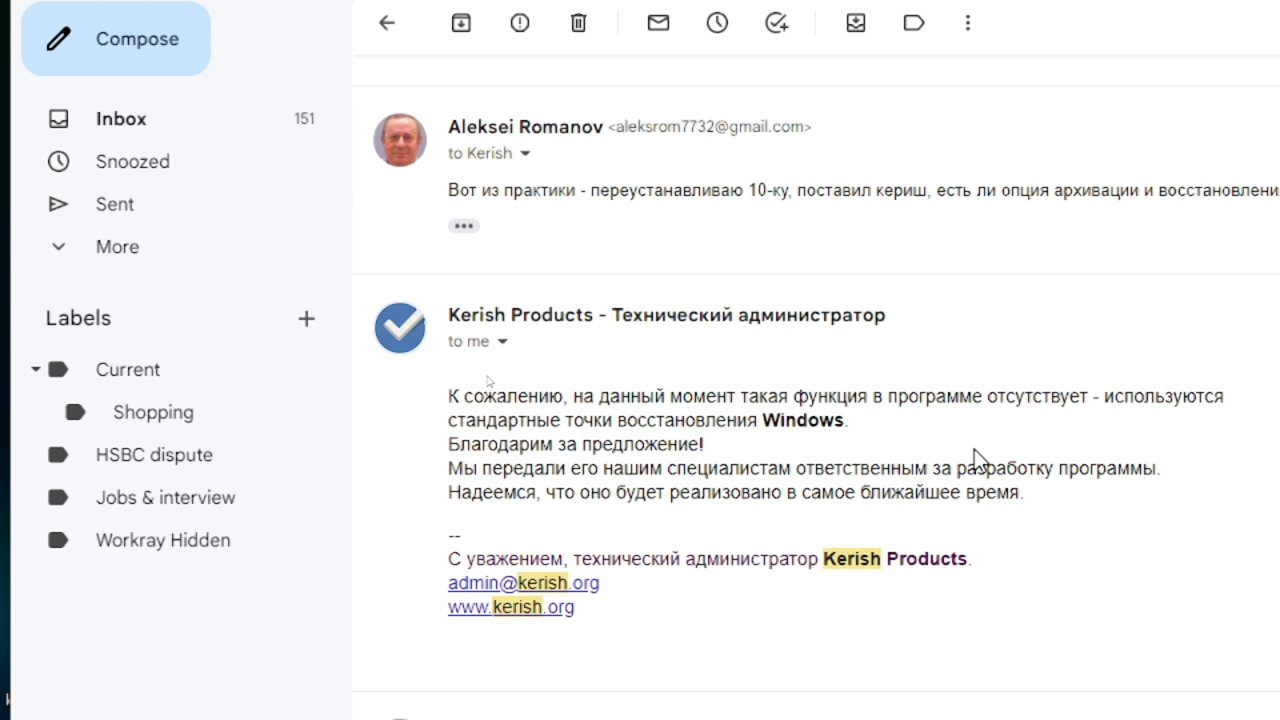 Compose
Inbox 151
Snoozed
Sent
More
Labels
Current
Shopping
HSBC dispute
Jobs & interview
Workray Hidden
Aleksei Romanov <aleksrom7732@gmail.com>
to Kerish
Вот из практики - переустанавливаю 10-ку, поставил кериш, есть ли опция архивации и
Kerish Products - Технический администратор
to me
К сожалению, на данный момент такая функция в программе отсутствует - используются
стандартные точки восстановления Windows.
Благодарим за предложение!
Мы передали его нашим специалистам ответственным за разработку программы.
Надеемся, что оно будет реализовано в самое ближайшее время.
--
С уважением, технический администратор Kerish Products.
admin@kerish.org
www.kerish.org